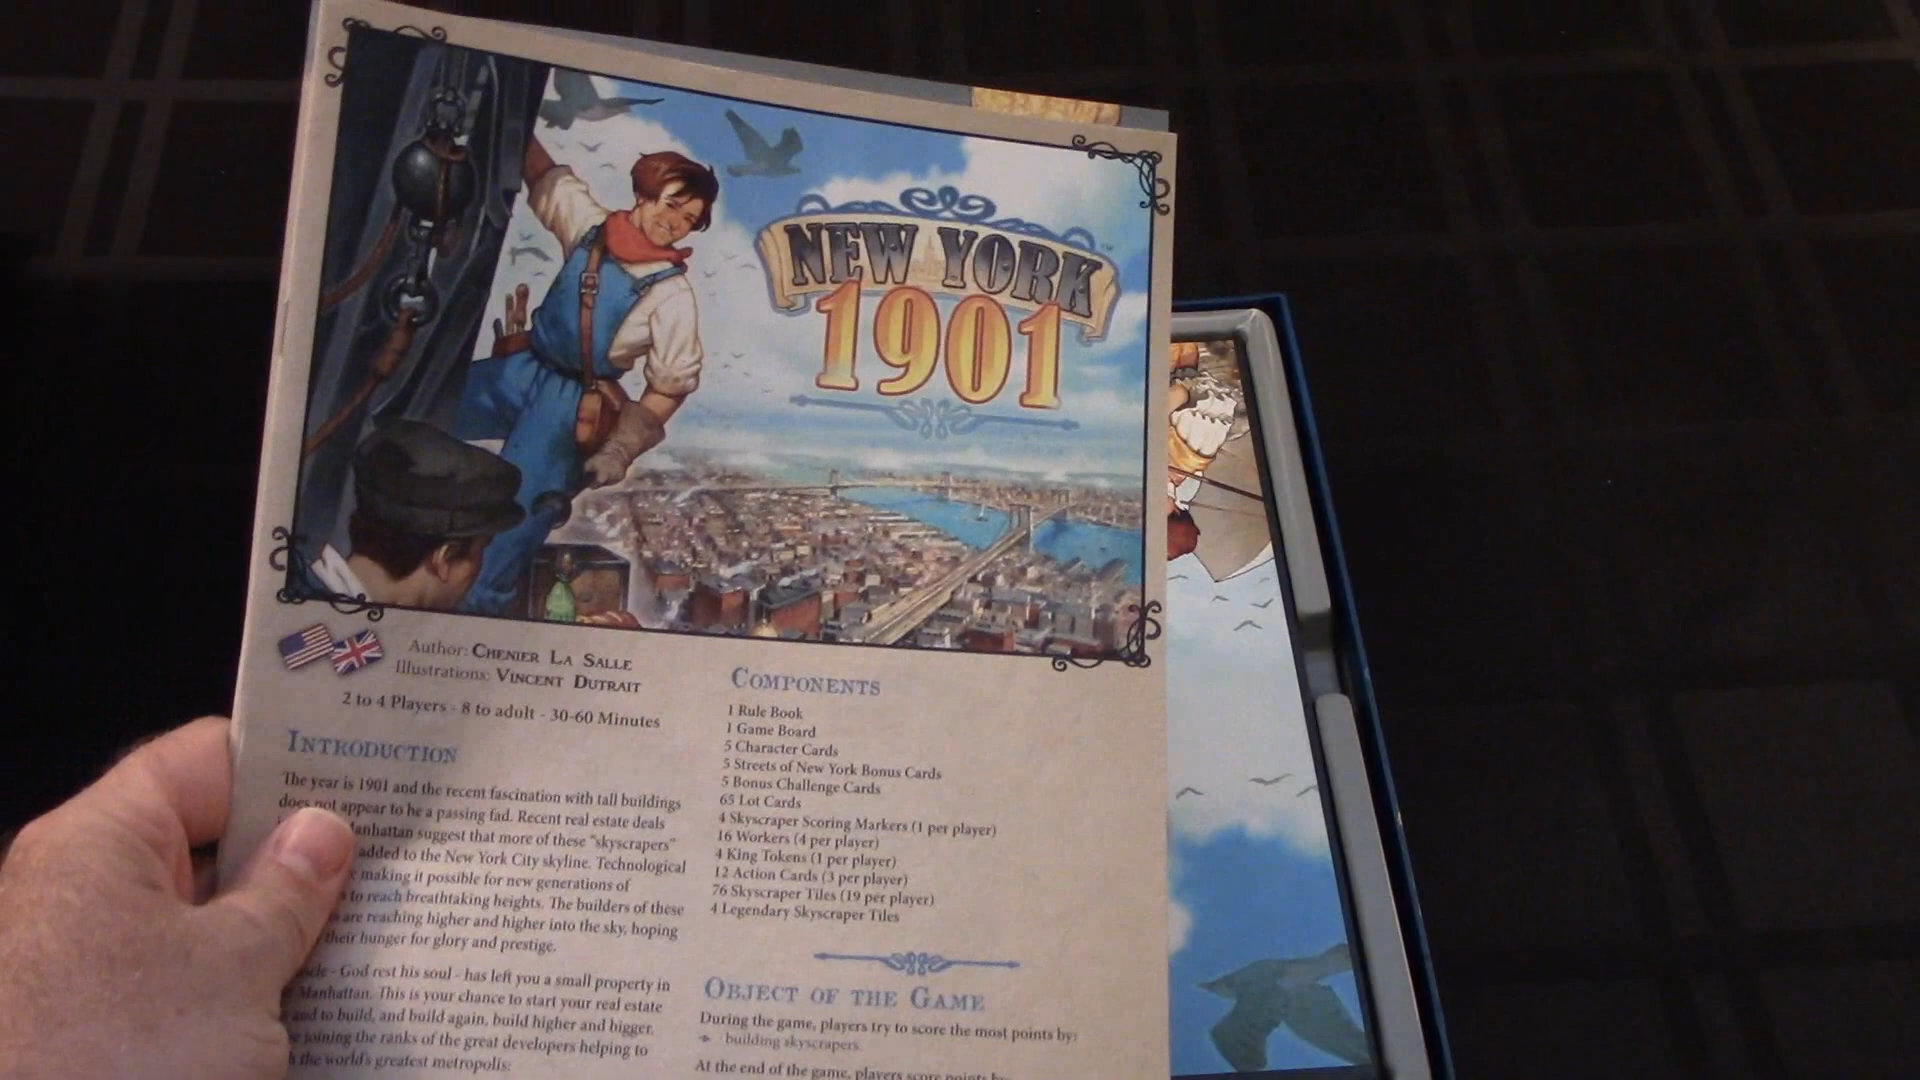 NEW YORK
1901
Author: CHENIER LA SALLE
Illustrations: VINCENT DUTRAIT
2 to 4 Players - 8 to adult - 30-60 Minutes
INTRODUCTION
The year is 1901 and the recent fascination with tall buildings
does not appear to be a passing fad. Recent real estate deals
Manhattan suggest that more of these "skyscrapers"
added to the New York City skyline. Technological
making it possible for new generations of
to reach breathtaking heights. The builders of these
are reaching higher and higher into the sky, hoping
their hunger for glory and prestige.
- God rest his soul - has left you a small property in
Manhattan. This is your chance to start your real estate
and to build, and build again, build higher and bigger,
joining the ranks of the great developers helping to
the world's greatest metropolis:
COMPONENTS
1 Rule Book
1 Game Board
5 Character Cards
5 Streets of New York Bonus Cards
5 Bonus Challenge Cards
65 Lot Cards
4 Skyscraper Scoring Markers (1 per player)
16 Workers (4 per player)
4 King Tokens (1 per player)
12 Action Cards (3 per player)
76 Skyscraper Tiles (19 per player)
4 Legendary Skyscraper Tiles
OBJECT OF THE GAME
During the game, players try to score the most points by:
building skyscrapers
At the end of the game, players score points